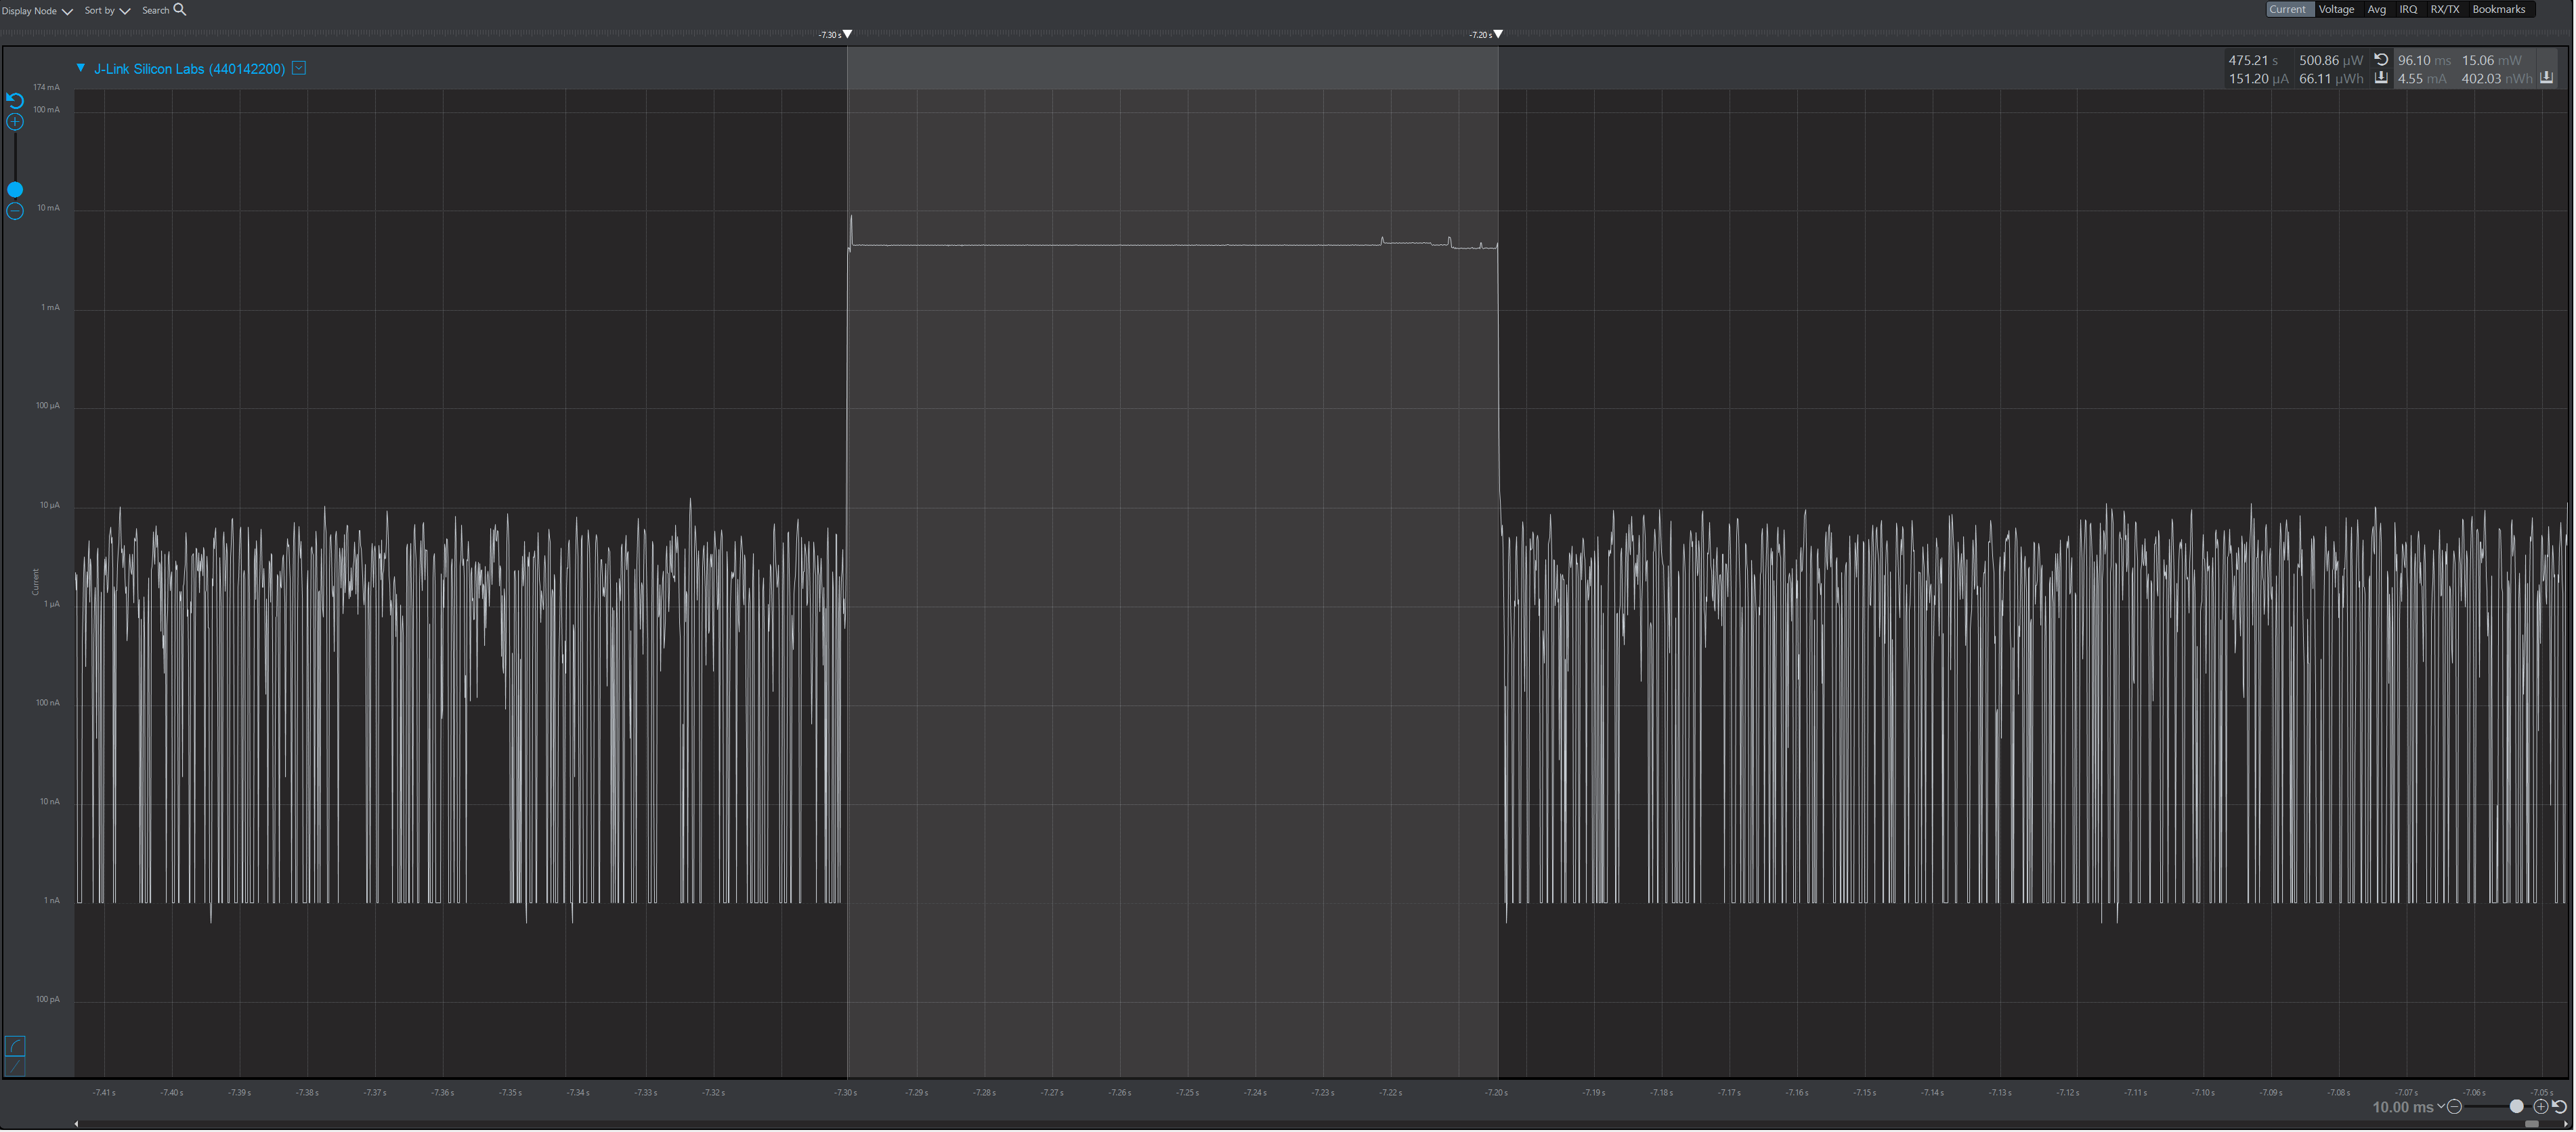 Display Node Sort by Search
Current Voltage Avg IRQ RX/TX Bookmarks
-7.30 s -7.20 s
J-Link Silicon Labs (440142200)
475.21 s 500.86 µW 96.10 ms 15.06 mW
151.20 µA 66.11 µWh 4.55 mA 402.03 nWh
174 mA
100 mA
10 mA
1 mA
100 µA
10 µA
Current
1 µA
100 nA
10 nA
1 nA
100 pA
-7.41 s -7.40 s -7.39 s -7.38 s -7.37 s -7.36 s -7.35 s -7.34 s -7.33 s -7.32 s -7.30 s -7.29 s -7.28 s -7.27 s -7.26 s -7.25 s -7.24 s -7.23 s -7.22 s -7.20 s -7.19 s -7.18 s -7.17 s -7.16 s -7.15 s -7.14 s -7.13 s -7.12 s -7.11 s -7.10 s -7.09 s -7.08 s -7.07 s -7.06 s -7.05 s
10.00 ms